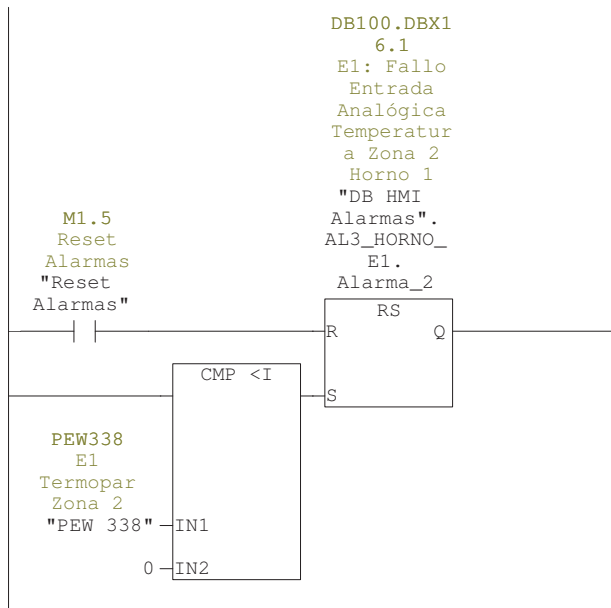 DB100.DBX1
6.1
E1: Fallo
Entrada
Analógica
Temperatur
a Zona 2
Horno 1
"DB HMI
Alarmas".
AL3_HORNO_
E1.
Alarma_2
M1.5
Reset
Alarmas
"Reset
Alarmas"
RS
R
Q
CMP <I
S
PEW338
E1
Termopar
Zona 2
"PEW 338"
IN1
0
IN2